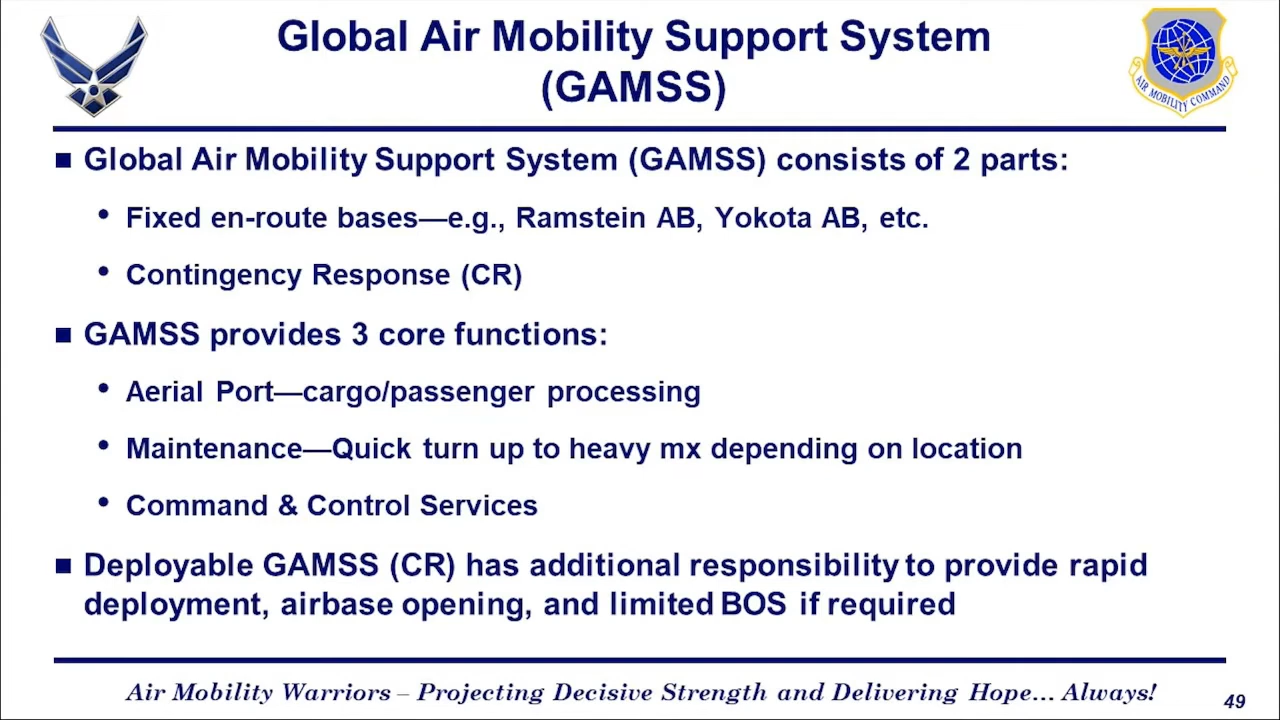 Global Air Mobility Support System
(GAMSS)
AIR MOBILITY COMMAND
■ Global Air Mobility Support System (GAMSS) consists of 2 parts:
• Fixed en-route bases—e.g., Ramstein AB, Yokota AB, etc.
• Contingency Response (CR)
■ GAMSS provides 3 core functions:
• Aerial Port—cargo/passenger processing
• Maintenance—Quick turn up to heavy mx depending on location
• Command & Control Services
■ Deployable GAMSS (CR) has additional responsibility to provide rapid
deployment, airbase opening, and limited BOS if required
Air Mobility Warriors – Projecting Decisive Strength and Delivering Hope… Always!
49